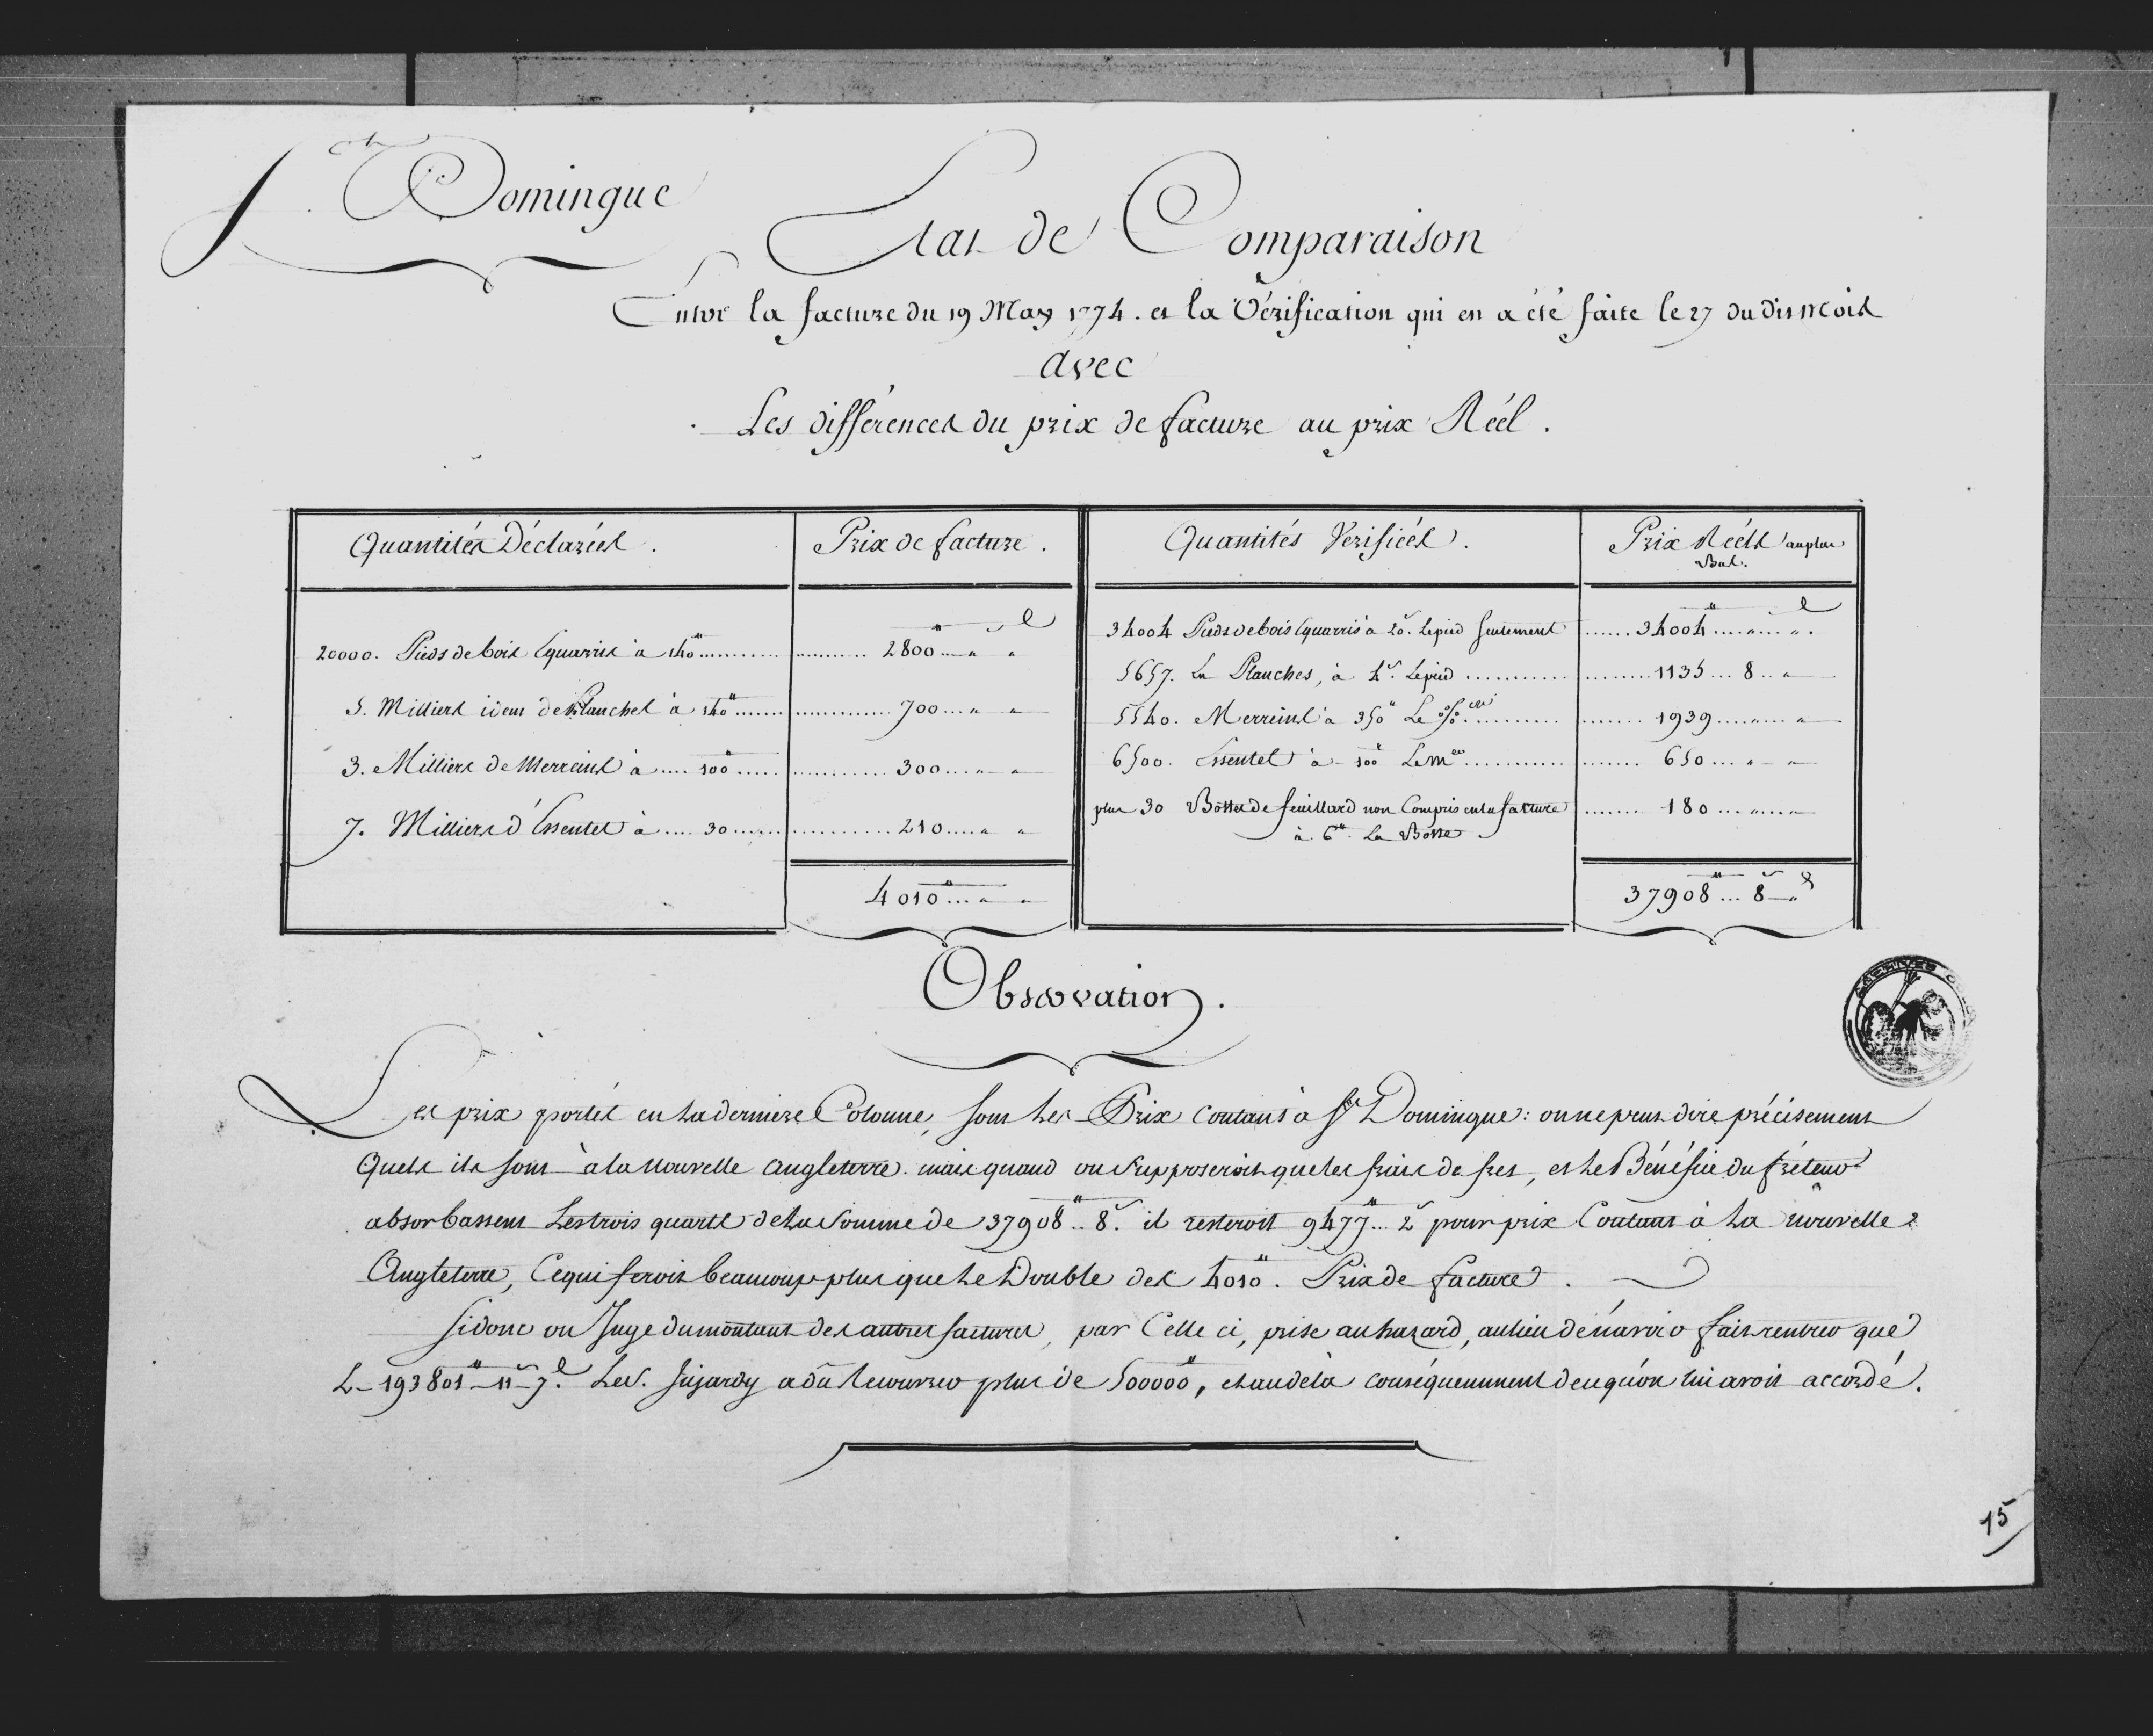 St. Domingue
Etat de Comparaison
Entre la facture du 19 May 1774. et la Vérification qui en a été faite le 27 du dit mois
avec
Les différences du prix de facture au prix Réel.
Quantités Déclarées. Prix de facture. Quantités Vérifiées. Prix Réels au plus
Bas.
20000. Pieds de bois Equarris à 140 ........ 2800 .. " "
5. Milliers idem de Planches à 140 ........ 700 ... " "
3. Milliers de Merreins à .... 100 ........ 300 ... " "
7. Milliers d'Essentes à .... 30 ........ 210 .... " "
4010 ... " "
34004 Pieds de bois Equarris à 20s. le pied seulement ...... 34004 .... " .. ".
5657. En Planches, à 4s. le pied ........ 1135 ... 8 .. "
5540. Merreins à 350 Le % ........ 1939 .... "
6500. Essentes à 100 Le Mer ........ 650 ... " "
plus 30 Bottes de feuillard non Compris en la facture ....... 180 ... " "
à 6 la Botte
37908 ... 8 "
Observation.
Les prix portés en la derniere Colonne, sont les Prix coutans à St Domingue: on ne peut dire précisement
Quels ils sont à la Nouvelle Angleterre. mais quand on Supposeroit que les frais de fret, et le Bénéfice du fréteur
absorbassent les trois quarts de la Somme de 37908 .. 8s. il resteroit 9477 .. 2s pour prix Coutant à la nouvelle
Angleterre, Ce qui seroit beaucoup plus que le Double des 4010. Prix de facture.
Si donc on Juge du montant des autres factures, par Celle ci, prise au hazard, au lieu de n'avoir fait rentrer que
L- 193801 - 11 - 7d. Le S. Sujardy a dû Recouvrer plus de 500000, et au delà conséquemment de ce qu'on lui avoit accordé.
15